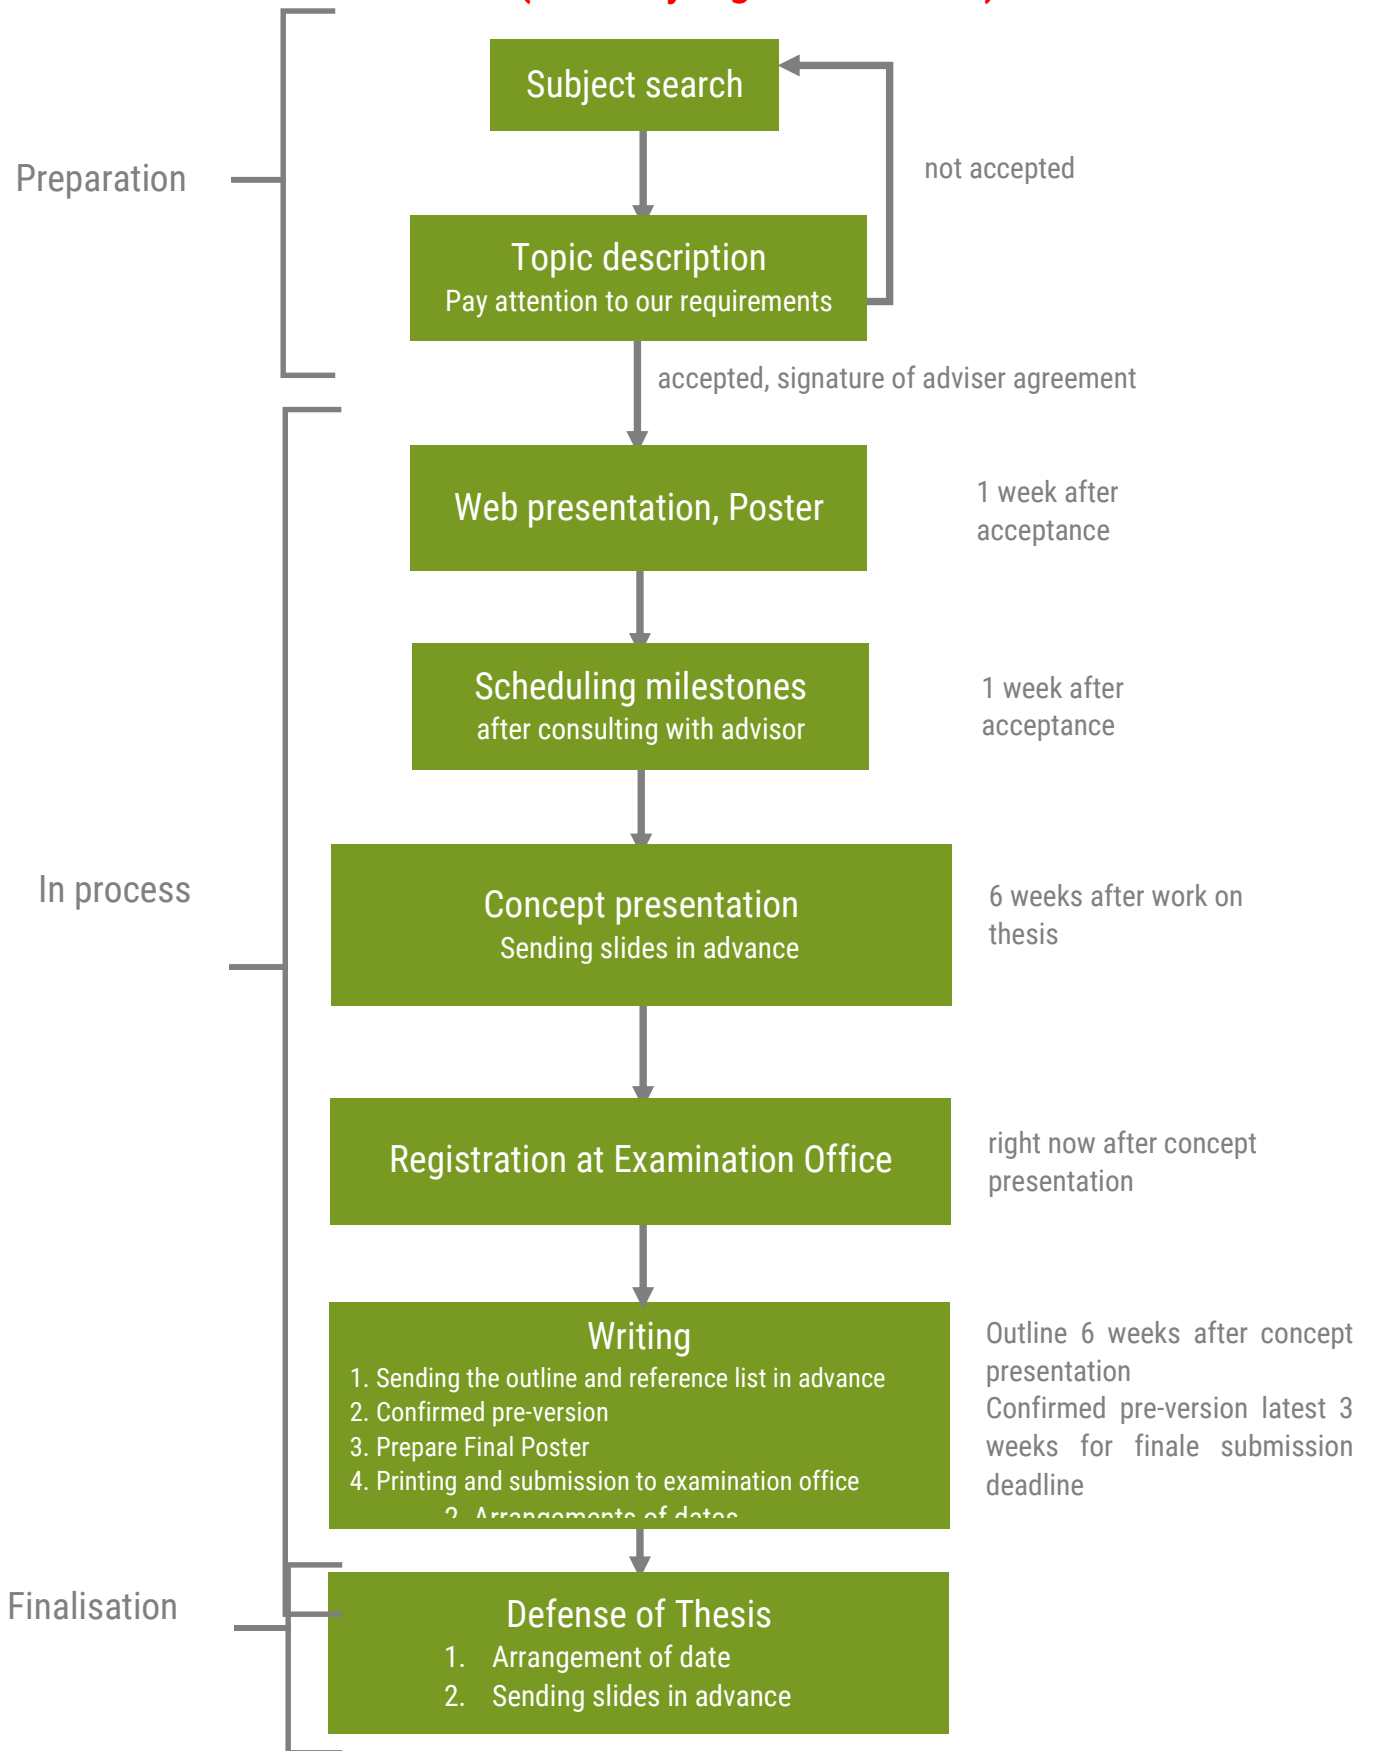 Subject search
Preparation
not accepted
Topic description
Pay attention to our requirements
accepted, signature of adviser agreement
Web presentation, Poster
1 week after
acceptance
Scheduling milestones
after consulting with advisor
1 week after
acceptance
In process
Concept presentation
Sending slides in advance
6 weeks after work on
thesis
Registration at Examination Office
right now after concept
presentation
Writing
1. Sending the outline and reference list in advance
2. Confirmed pre-version
3. Prepare Final Poster
4. Printing and submission to examination office
2. Arrangements of dates
Outline 6 weeks after concept
presentation
Confirmed pre-version latest 3
weeks for finale submission
deadline
Finalisation
Defense of Thesis
1. Arrangement of date
2. Sending slides in advance